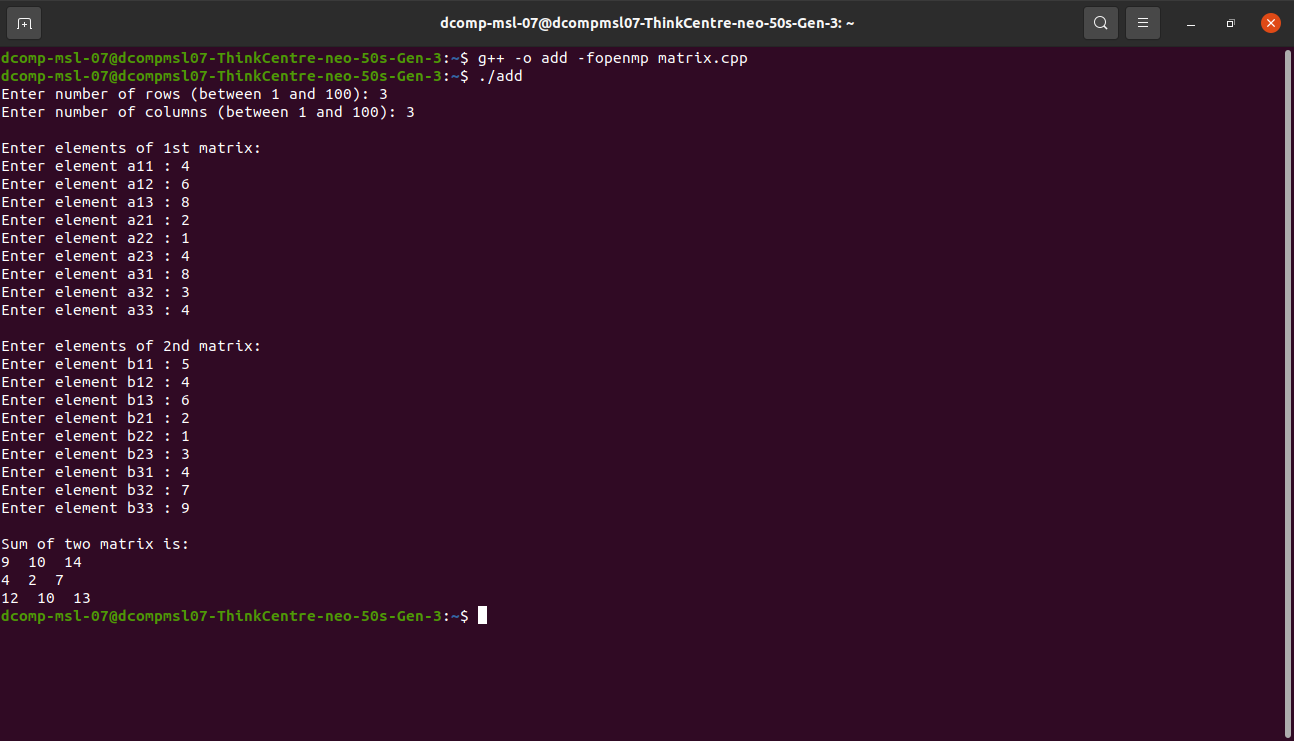 dcomp-msl-07@dcompmsl07-ThinkCentre-neo-50s-Gen-3: ~
dcomp-msl-07@dcompmsl07-ThinkCentre-neo-50s-Gen-3:~$ g++ -o add -fopenmp matrix.cpp
dcomp-msl-07@dcompmsl07-ThinkCentre-neo-50s-Gen-3:~$ ./add
Enter number of rows (between 1 and 100): 3
Enter number of columns (between 1 and 100): 3

Enter elements of 1st matrix:
Enter element a11 : 4
Enter element a12 : 6
Enter element a13 : 8
Enter element a21 : 2
Enter element a22 : 1
Enter element a23 : 4
Enter element a31 : 8
Enter element a32 : 3
Enter element a33 : 4

Enter elements of 2nd matrix:
Enter element b11 : 5
Enter element b12 : 4
Enter element b13 : 6
Enter element b21 : 2
Enter element b22 : 1
Enter element b23 : 3
Enter element b31 : 4
Enter element b32 : 7
Enter element b33 : 9

Sum of two matrix is:
9  10  14
4  2  7
12  10  13
dcomp-msl-07@dcompmsl07-ThinkCentre-neo-50s-Gen-3:~$